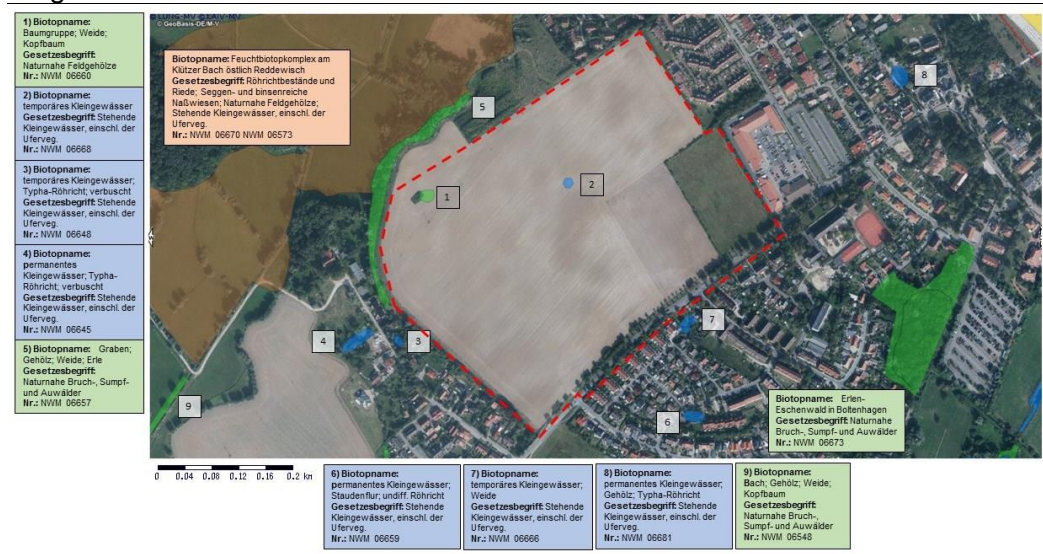 1) Biotopname:
Baumgruppe; Weide;
Kopfbaum
Gesetzesbegriff:
Naturnahe Feldgehölze
Nr.: NWM 06660
2) Biotopname:
temporäres Kleingewässer
Gesetzesbegriff: Stehende
Kleingewässer, einschl. der
Uferveg.
Nr.: NWM 06668
3) Biotopname:
temporäres Kleingewässer;
Typha-Röhricht; verbuscht
Gesetzesbegriff: Stehende
Kleingewässer, einschl. der
Uferveg.
Nr.: NWM 06648
4) Biotopname:
permanentes
Kleingewässer; Typha-
Röhricht; verbuscht
Gesetzesbegriff: Stehende
Kleingewässer, einschl. der
Uferveg.
Nr.: NWM 06645
5) Biotopname: Graben;
Gehölz; Weide; Erle
Gesetzesbegriff:
Naturnahe Bruch-, Sumpf-
und Auwälder
Nr.: NWM 06657
© GeoBasis-DE/M-V
Biotopname: Feuchtbiotopkomplex am
Klützer Bach östlich Reddewisch
Gesetzesbegriff: Röhrichtbestände und
Riede; Seggen- und binsenreiche
Naßwiesen; Naturnahe Feldgehölze;
Stehende Kleingewässer, einschl. der
Uferveg.
Nr.: NWM 06670 NWM 06573
5
8
1
2
4
3
7
9
6
Biotopname: Erlen-
Eschenwald in Boltenhagen
Gesetzesbegriff: Naturnahe
Bruch-, Sumpf- und Auwälder
Nr.: NWM 06673
0 0.04 0.08 0.12 0.16 0.2 km
6) Biotopname:
permanentes Kleingewässer;
Staudenflur; undiff. Röhricht
Gesetzesbegriff: Stehende
Kleingewässer, einschl. der
Uferveg.
Nr.: NWM 06659
7) Biotopname:
temporäres Kleingewässer;
Weide
Gesetzesbegriff: Stehende
Kleingewässer, einschl. der
Uferveg.
Nr.: NWM 06666
8) Biotopname:
permanentes Kleingewässer;
Gehölz; Typha-Röhricht
Gesetzesbegriff: Stehende
Kleingewässer, einschl. der
Uferveg.
Nr.: NWM 06681
9) Biotopname:
Bach; Gehölz; Weide;
Kopfbaum
Gesetzesbegriff:
Naturnahe Bruch-,
Sumpf- und Auwälder
Nr.: NWM 06548